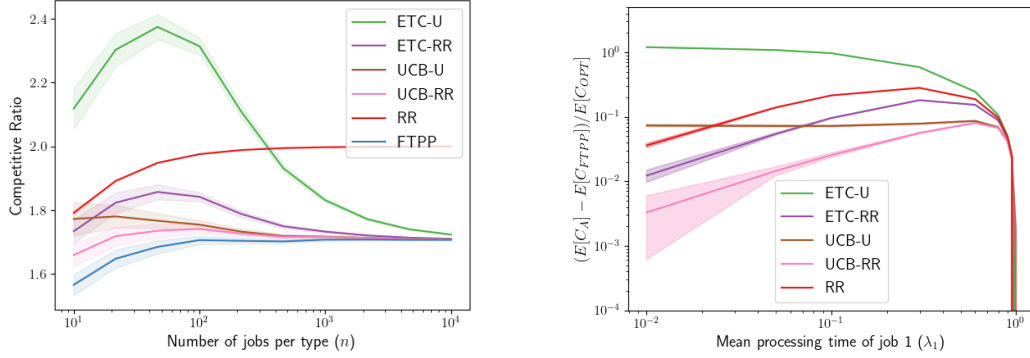 2.4
2.2
2.0
1.8
1.6
Competitive Ratio
10^1
10^2
10^3
10^4
Number of jobs per type (n)
ETC-U
ETC-RR
UCB-U
UCB-RR
RR
FTPP
10^0
10^-1
10^-2
10^-3
10^-4
(E[C_A] − E[C_FTPP])/E[C_OPT]
10^-2
10^-1
10^0
Mean processing time of job 1 (λ_1)
ETC-U
ETC-RR
UCB-U
UCB-RR
RR